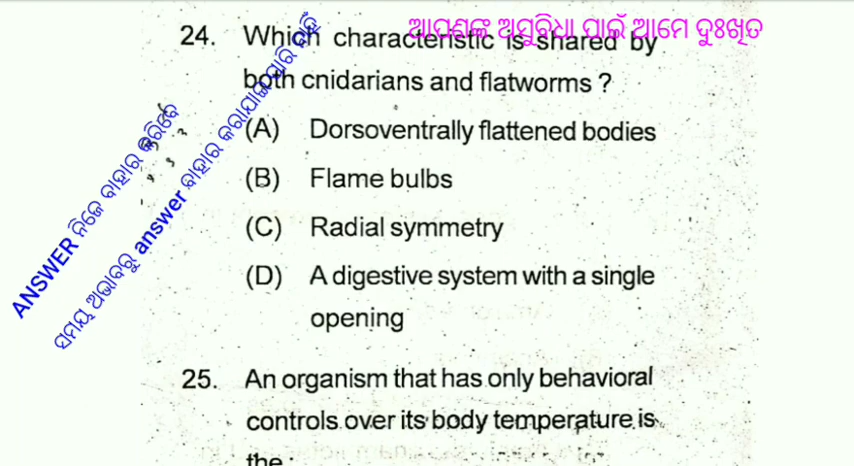 ଆପଣଙ୍କ ଅସୁବିଧା ପାଇଁ ଆମେ ଦୁଃଖିତ
24. Which characteristic is shared by
both cnidarians and flatworms ?
(A) Dorsoventrally flattened bodies
(B) Flame bulbs
(C) Radial symmetry
(D) A digestive system with a single
opening
25. An organism that has only behavioral
controls over its body temperature is
the
ANSWER ନିଜେ ବାହାର କରିବେ
ସମୟ ଅଭାବରୁ answer ବାହାର କରାଯାଇ ପାରି ନାହିଁ